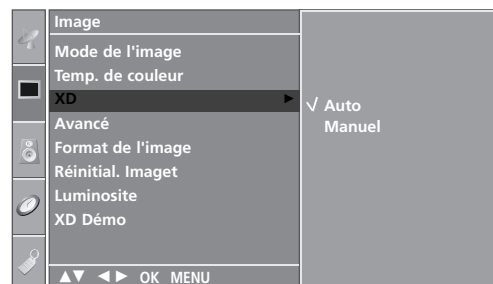 Image
Mode de l'image
Temp. de couleur
XD ►
Avancé
Format de l'image
Réinitial. Imaget
Luminosite
XD Démo
▲▼ ◄► OK MENU
√ Auto
Manuel